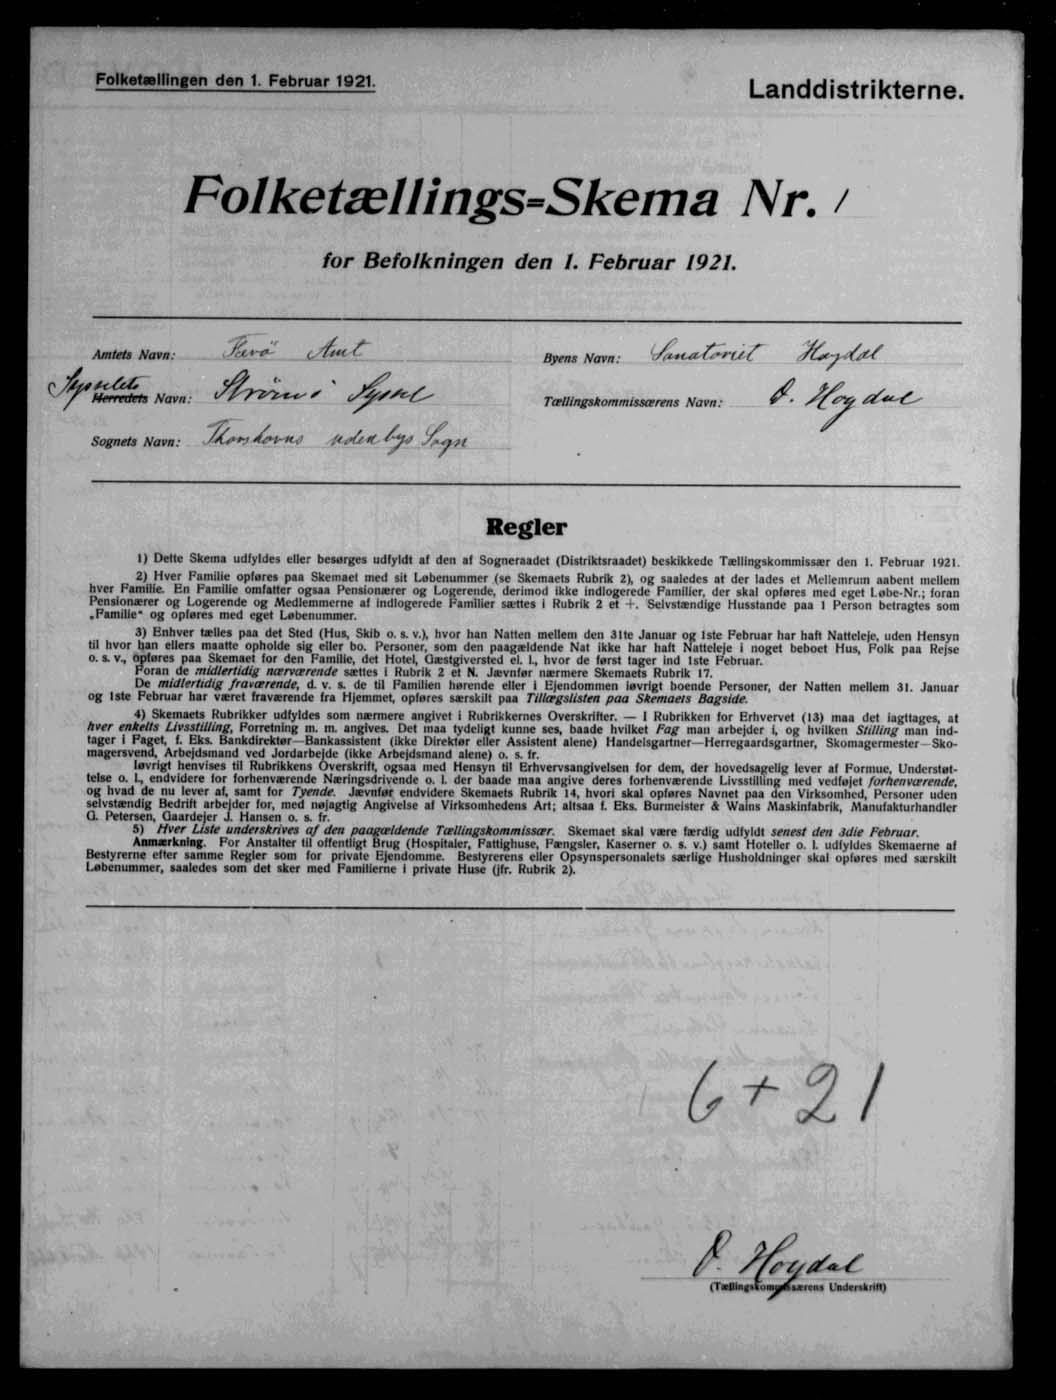 Folketællingen den 1. Februar 1921.
Landdistrikterne.
Folketællings=Skema Nr. 1
for Befolkningen den 1. Februar 1921.
Amtets Navn: Færö Amt
Sysselets
Herredets Navn: Strömö Syssel
Sognets Navn: Thorshavns udenbys Sogn
Byens Navn: Sanatoriet Hoydal
Tællingskommissærens Navn: D. Hoydal
Regler
1) Dette Skema udfyldes eller besørges udfyldt af den af Sogneraadet (Distriktsraadet) beskikkede Tællingskommissær den 1. Februar 1921.
2) Hver Familie opføres paa Skemaet med sit Løbenummer (se Skemaets Rubrik 2), og saaledes at der lades et Mellemrum aabent mellem
hver Familie. En Familie omfatter ogsaa Pensionærer og Logerende, derimod ikke indlogerede Familier, der skal opføres med eget Løbe-Nr.; foran
Pensionærer og Logerende og Medlemmerne af indlogerede Familier sættes i Rubrik 2 et +. Selvstændige Husstande paa 1 Person betragtes som
„Familie“ og opføres med eget Løbenummer.
3) Enhver tælles paa det Sted (Hus, Skib o. s. v.), hvor han Natten mellem den 31te Januar og 1ste Februar har haft Natteleje, uden Hensyn
til hvor han ellers maatte opholde sig eller bo. Personer, som den paagældende Nat ikke har haft Natteleje i noget beboet Hus, Folk paa Rejse
o. s. v., opføres paa Skemaet for den Familie, det Hotel, Gæstgiversted el. l., hvor de først tager ind 1ste Februar.
Foran de midlertidig nærværende sættes i Rubrik 2 et N. Jævnfør nærmere Skemaets Rubrik 17.
De midlertidig fraværende, d. v. s. de til Familien hørende eller i Ejendommen iøvrigt boende Personer, der Natten mellem 31. Januar
og 1ste Februar har været fraværende fra Hjemmet, opføres særskilt paa Tillægslisten paa Skemaets Bagside.
4) Skemaets Rubrikker udfyldes som nærmere angivet i Rubrikkernes Overskrifter. — I Rubrikken for Erhvervet (13) maa det iagttages, at
hver enkelts Livsstilling, Forretning m. m. angives. Det maa tydeligt kunne ses, baade hvilket Fag man arbejder i, og hvilken Stilling man ind-
tager i Faget, f. Eks. Bankdirektør—Bankassistent (ikke Direktør eller Assistent alene) Handelsgartner—Herregaardsgartner, Skomagermester—Sko-
magersvend, Arbejdsmand ved Jordarbejde (ikke Arbejdsmand alene) o. s. fr.
Iøvrigt henvises til Rubrikkens Overskrift, ogsaa med Hensyn til Erhvervsangivelsen for dem, der hovedsagelig lever af Formue, Understøt-
telse o. l., endvidere for forhenværende Næringsdrivende o. l. der baade maa angive deres forhenværende Livsstilling med vedføjet forhenværende,
og hvad de nu lever af, samt for Tyende. Jævnfør endvidere Skemaets Rubrik 14, hvori skal opføres Navnet paa den Virksomhed, Personer uden
selvstændig Bedrift arbejder for, med nøjagtig Angivelse af Virksomhedens Art; altsaa f. Eks. Burmeister & Wains Maskinfabrik, Manufakturhandler
G. Petersen, Gaardejer J. Hansen o. s. fr.
5) Hver Liste underskrives af den paagældende Tællingskommissær. Skemaet skal være færdig udfyldt senest den 3die Februar.
Anmærkning. For Anstalter til offentligt Brug (Hospitaler, Fattighuse, Fængsler, Kaserner o. s. v.) samt Hoteller o. l. udfyldes Skemaerne af
Bestyrerne efter samme Regler som for private Ejendomme. Bestyrerens eller Opsynspersonalets særlige Husholdninger skal opføres med særskilt
Løbenummer, saaledes som det sker med Familierne i private Huse (jfr. Rubrik 2).
6 + 21
D. Hoydal
(Tællingskommissærens Underskrift)